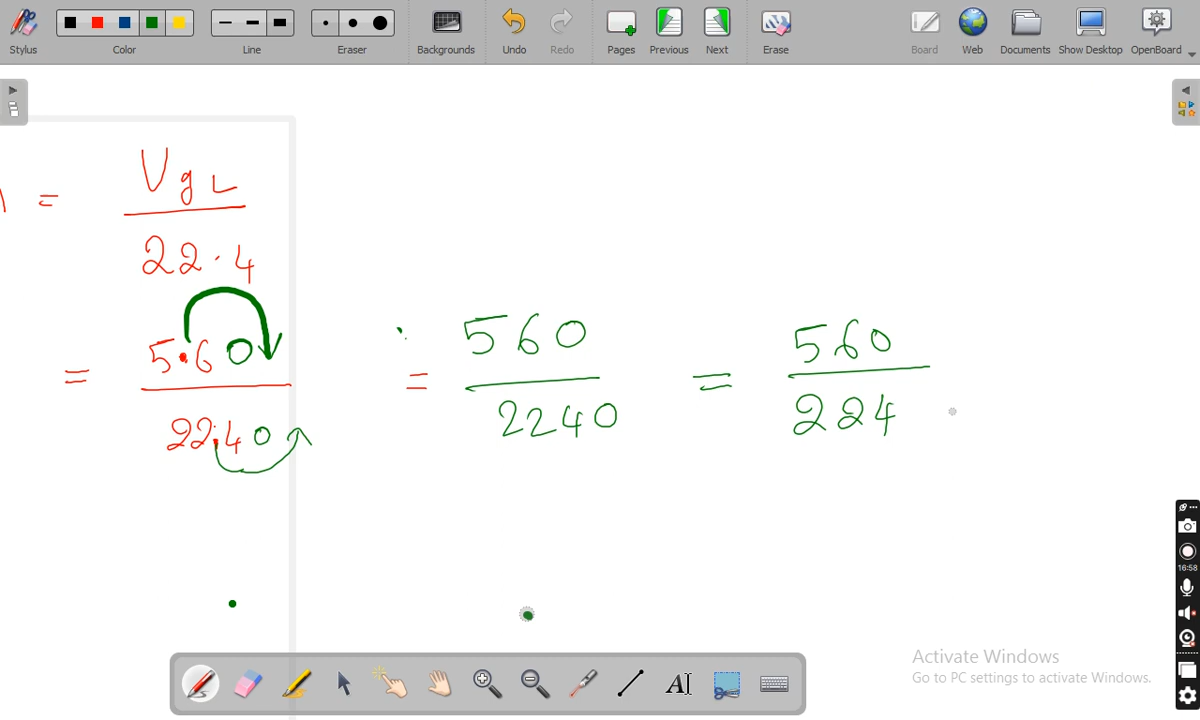 Stylus Color Line Eraser Backgrounds Undo Redo Pages Previous Next Erase Board Web Documents Show Desktop OpenBoard
= VgL
22.4
= 5.60
22.40
= 560
2240
= 560
224
16:58
Activate Windows
Go to PC settings to activate Windows.